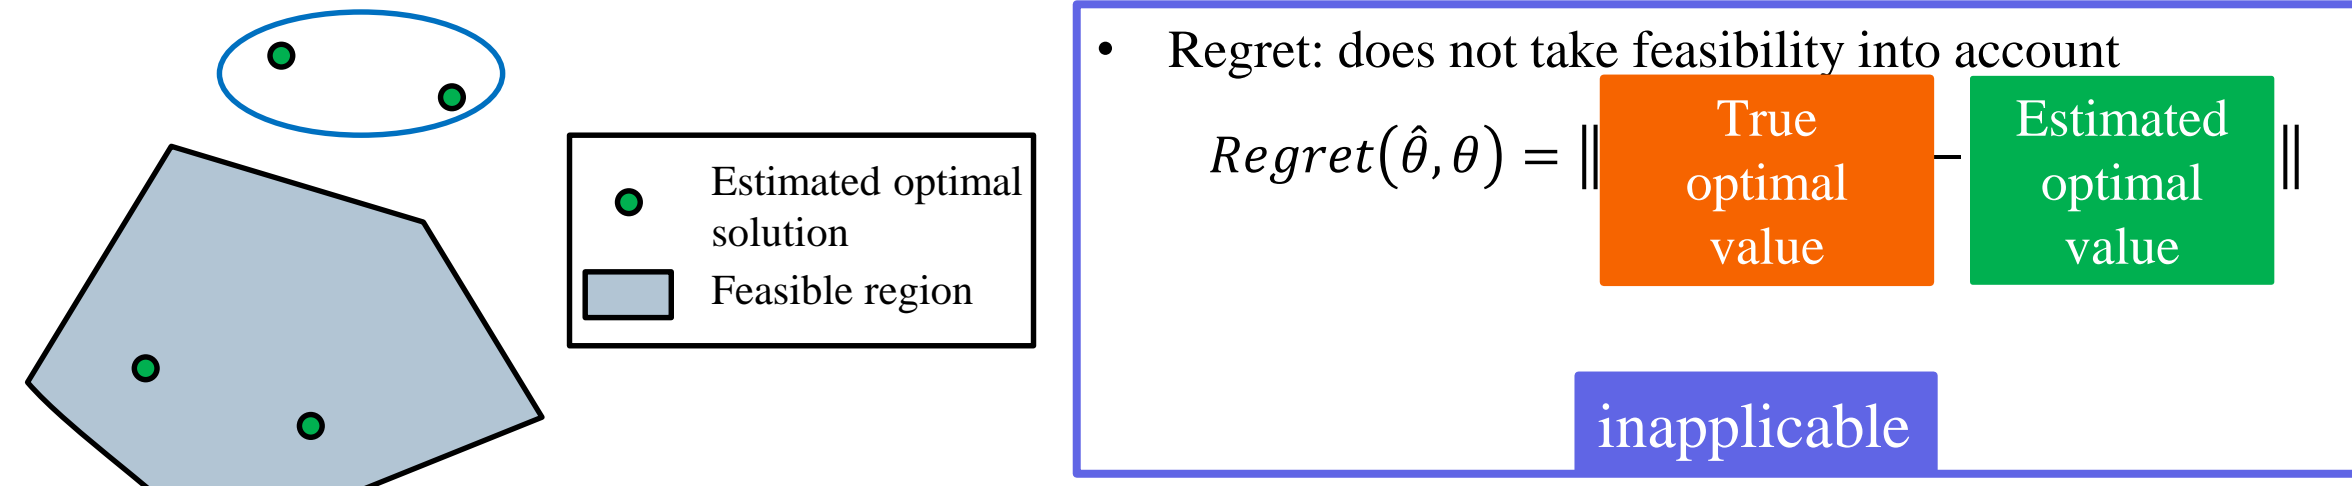 Estimated optimal
solution
Feasible region
• Regret: does not take feasibility into account
𝑅𝑒𝑔𝑟𝑒𝑡(𝜃̂, 𝜃) = ‖ True optimal value − Estimated optimal value ‖
inapplicable